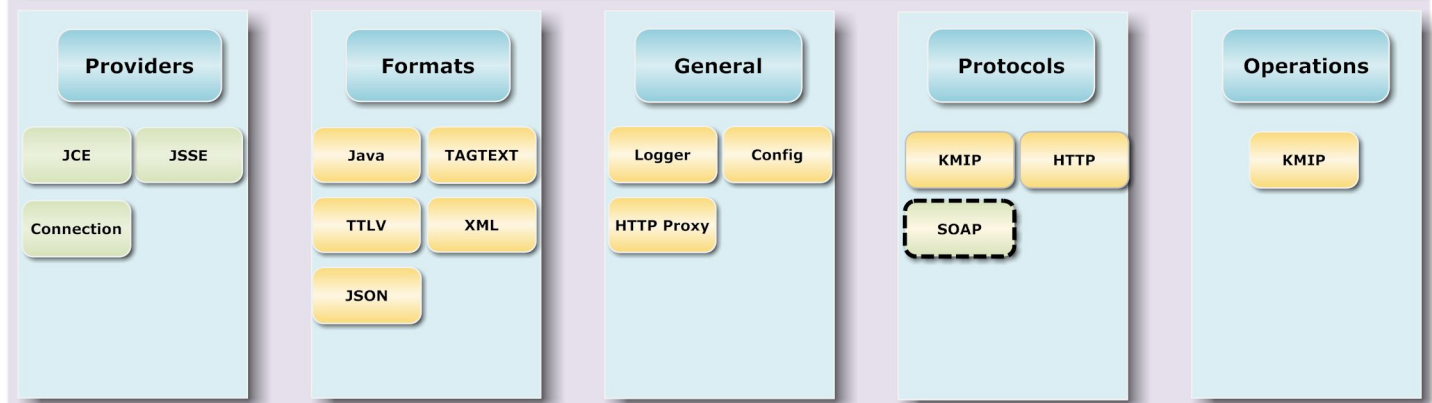 Providers
JCE
JSSE
Connection
Formats
Java
TAGTEXT
TTLV
XML
JSON
General
Logger
Config
HTTP Proxy
Protocols
KMIP
HTTP
SOAP
Operations
KMIP